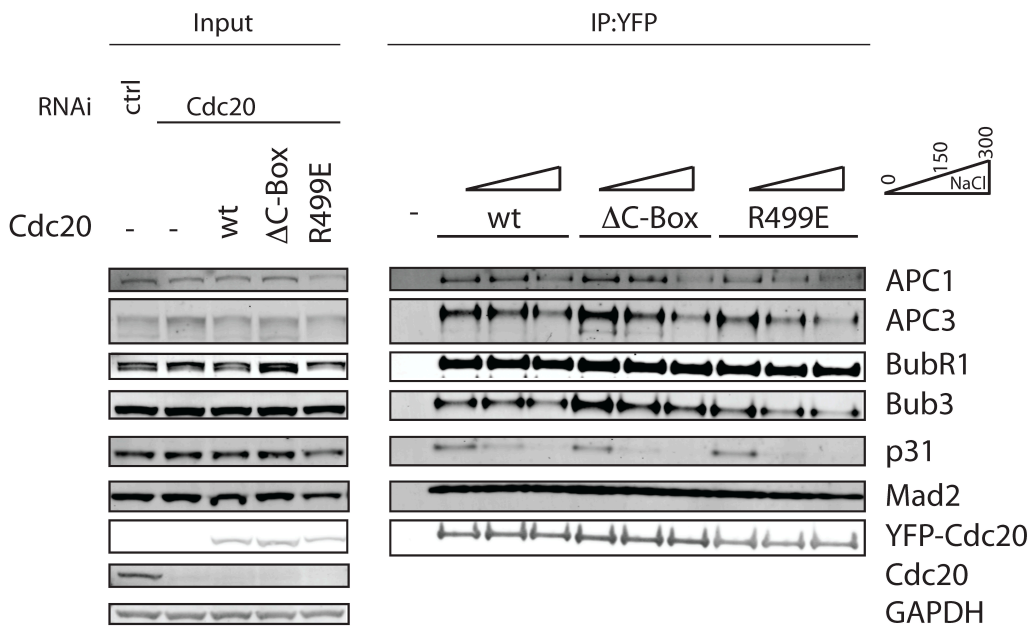 Input IP:YFP
RNAi ctrl Cdc20
0 150 300
NaCl
Cdc20 - - wt ΔC-Box R499E - wt ΔC-Box R499E
APC1
APC3
BubR1
Bub3
p31
Mad2
YFP-Cdc20
Cdc20
GAPDH